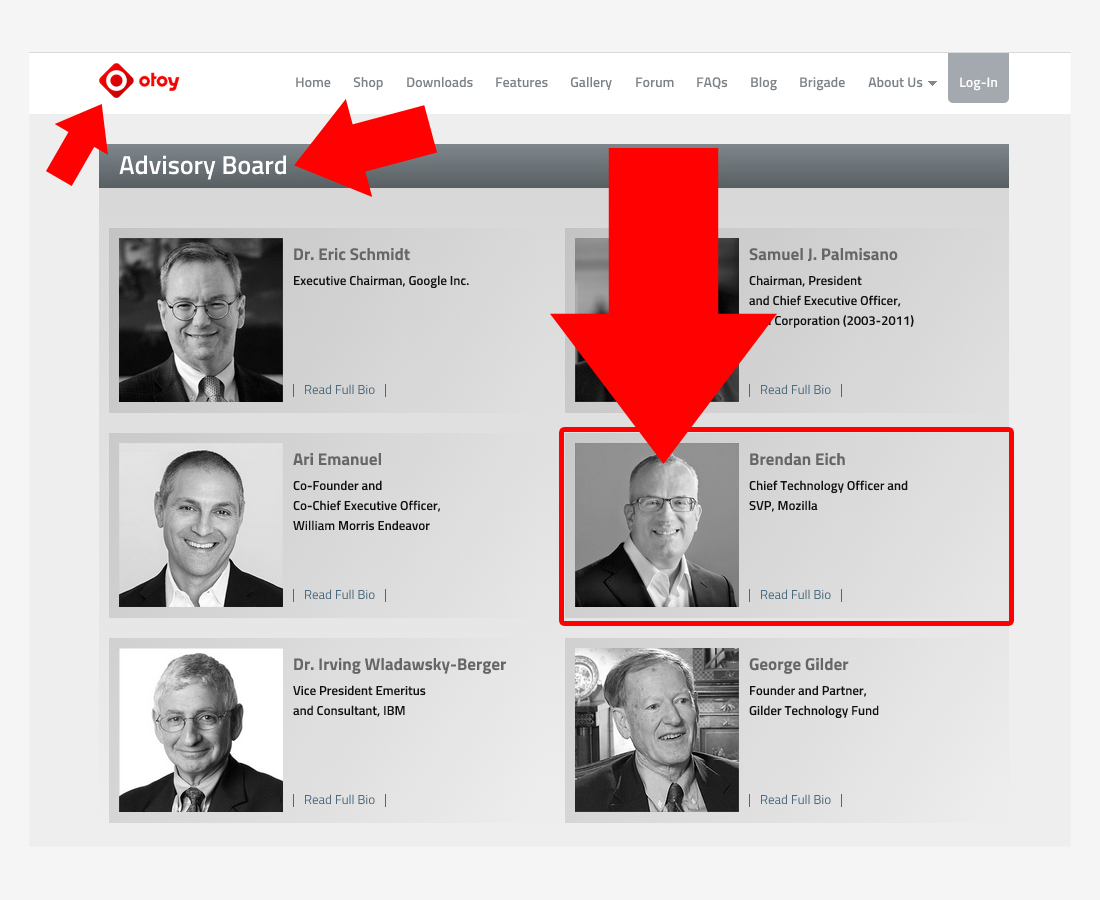 otoy
Home Shop Downloads Features Gallery Forum FAQs Blog Brigade About Us Log-In
Advisory Board
Dr. Eric Schmidt
Executive Chairman, Google Inc.
| Read Full Bio |
Samuel J. Palmisano
Chairman, President
and Chief Executive Officer,
Corporation (2003-2011)
| Read Full Bio |
Ari Emanuel
Co-Founder and
Co-Chief Executive Officer,
William Morris Endeavor
| Read Full Bio |
Brendan Eich
Chief Technology Officer and
SVP, Mozilla
| Read Full Bio |
Dr. Irving Wladawsky-Berger
Vice President Emeritus
and Consultant, IBM
| Read Full Bio |
George Gilder
Founder and Partner,
Gilder Technology Fund
| Read Full Bio |